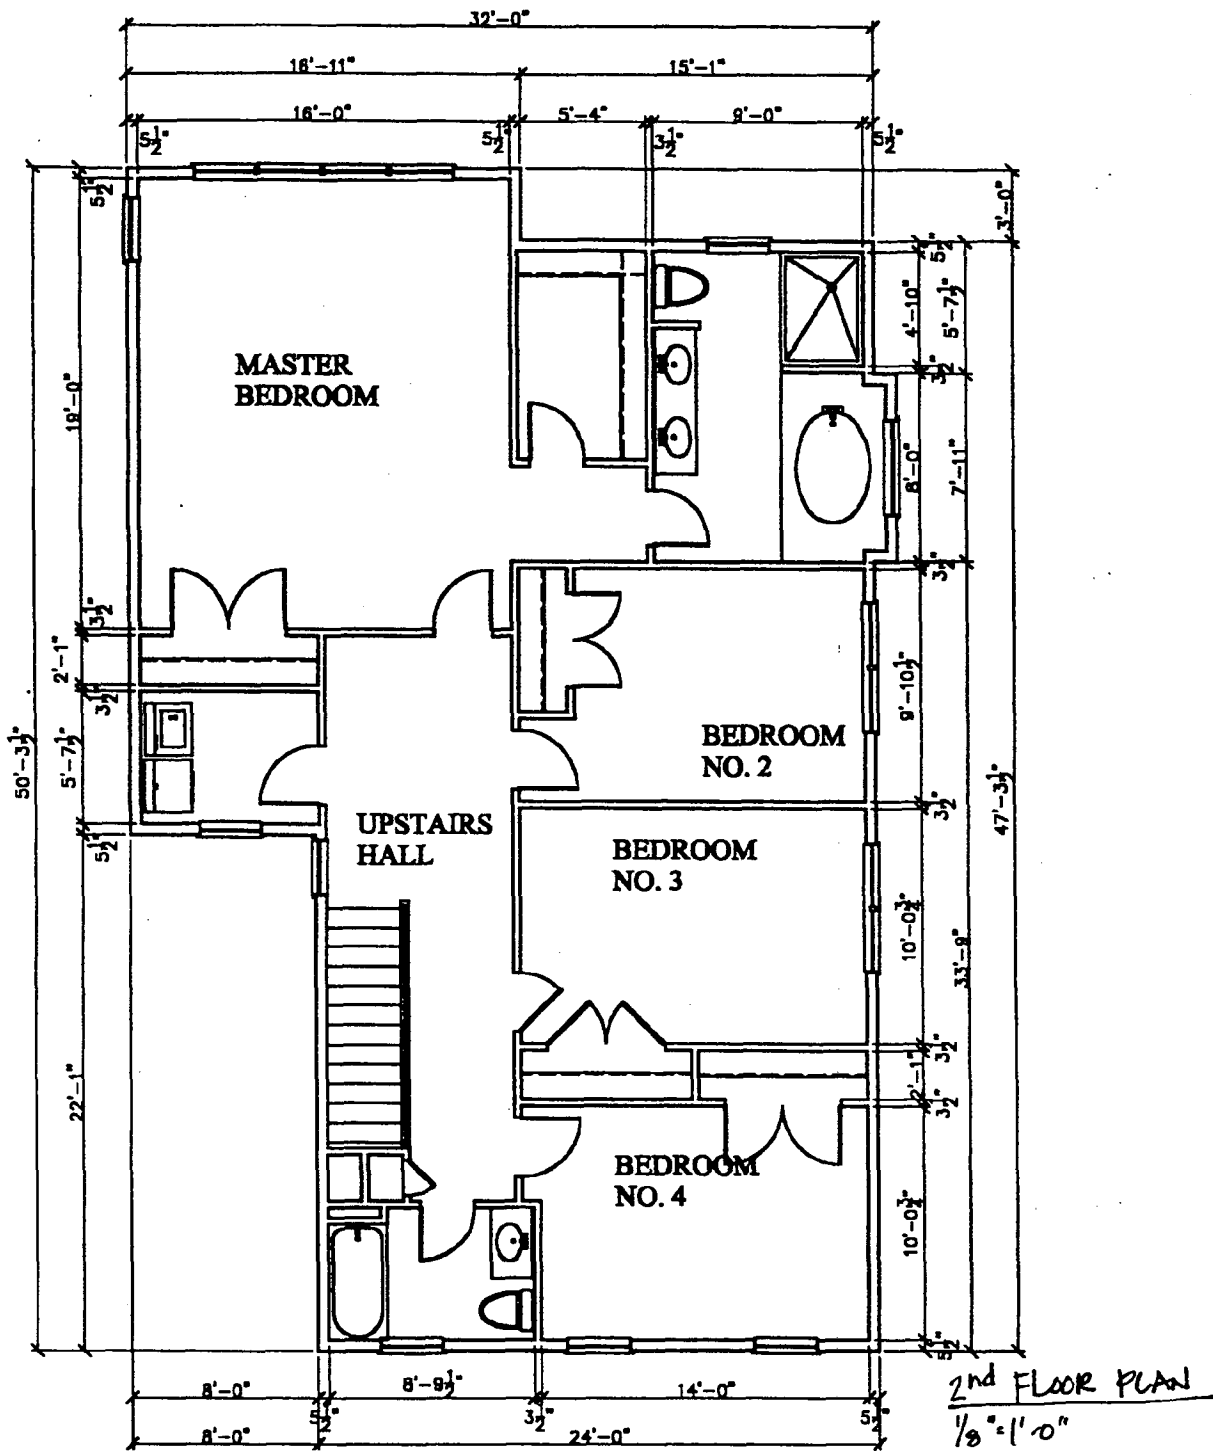 32'-0"
16'-11" 15'-1"
16'-0" 5'-4" 9'-0"
5½" 5½" 3½" 5½"
5½"
3'-0"
5½"
4'-10" 5'-7½"
MASTER
BEDROOM
3½"
19'-0"
8'-0" 7'-11"
3½"
3½"
2'-1"
3½"
9'-10½"
BEDROOM
NO. 2
50'-3½" 5'-7½"
3½"
47'-3½"
UPSTAIRS
HALL
5½"
BEDROOM
NO. 3
10'-0¾"
33'-9"
3½"
22'-1"
2'-1"
3½"
BEDROOM
NO. 4
10'-0¾"
5½"
8'-0" 8'-9½" 14'-0"
5½" 3½" 5½"
8'-0" 24'-0"
2nd FLOOR PLAN
1/8"=1'0"